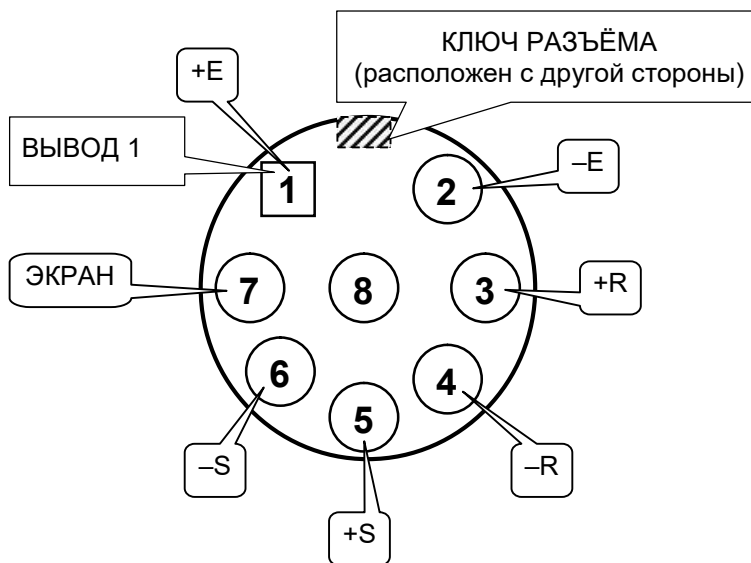 КЛЮЧ РАЗЪЁМА
(расположен с другой стороны)
+E
ВЫВОД 1
1
2
–E
ЭКРАН
7
8
3
+R
6
5
4
–S
–R
+S